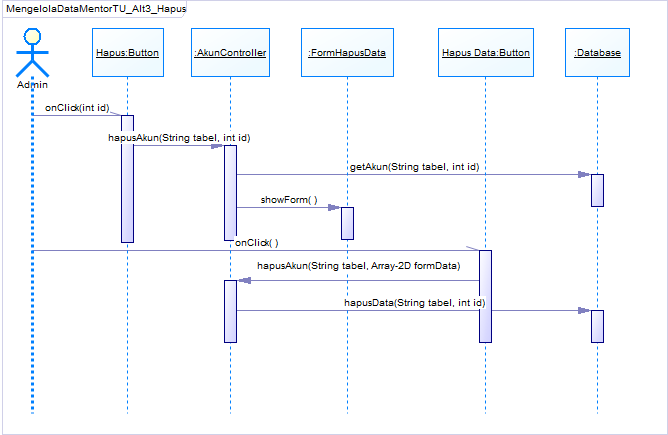 MengelolaDataMentorTU_Alt3_Hapus
Hapus:Button
:AkunController
:FormHapusData
Hapus Data:Button
:Database
Admin
onClick(int id)
hapusAkun(String tabel, int id)
getAkun(String tabel, int id)
showForm( )
onClick( )
hapusAkun(String tabel, Array-2D formData)
hapusData(String tabel, int id)